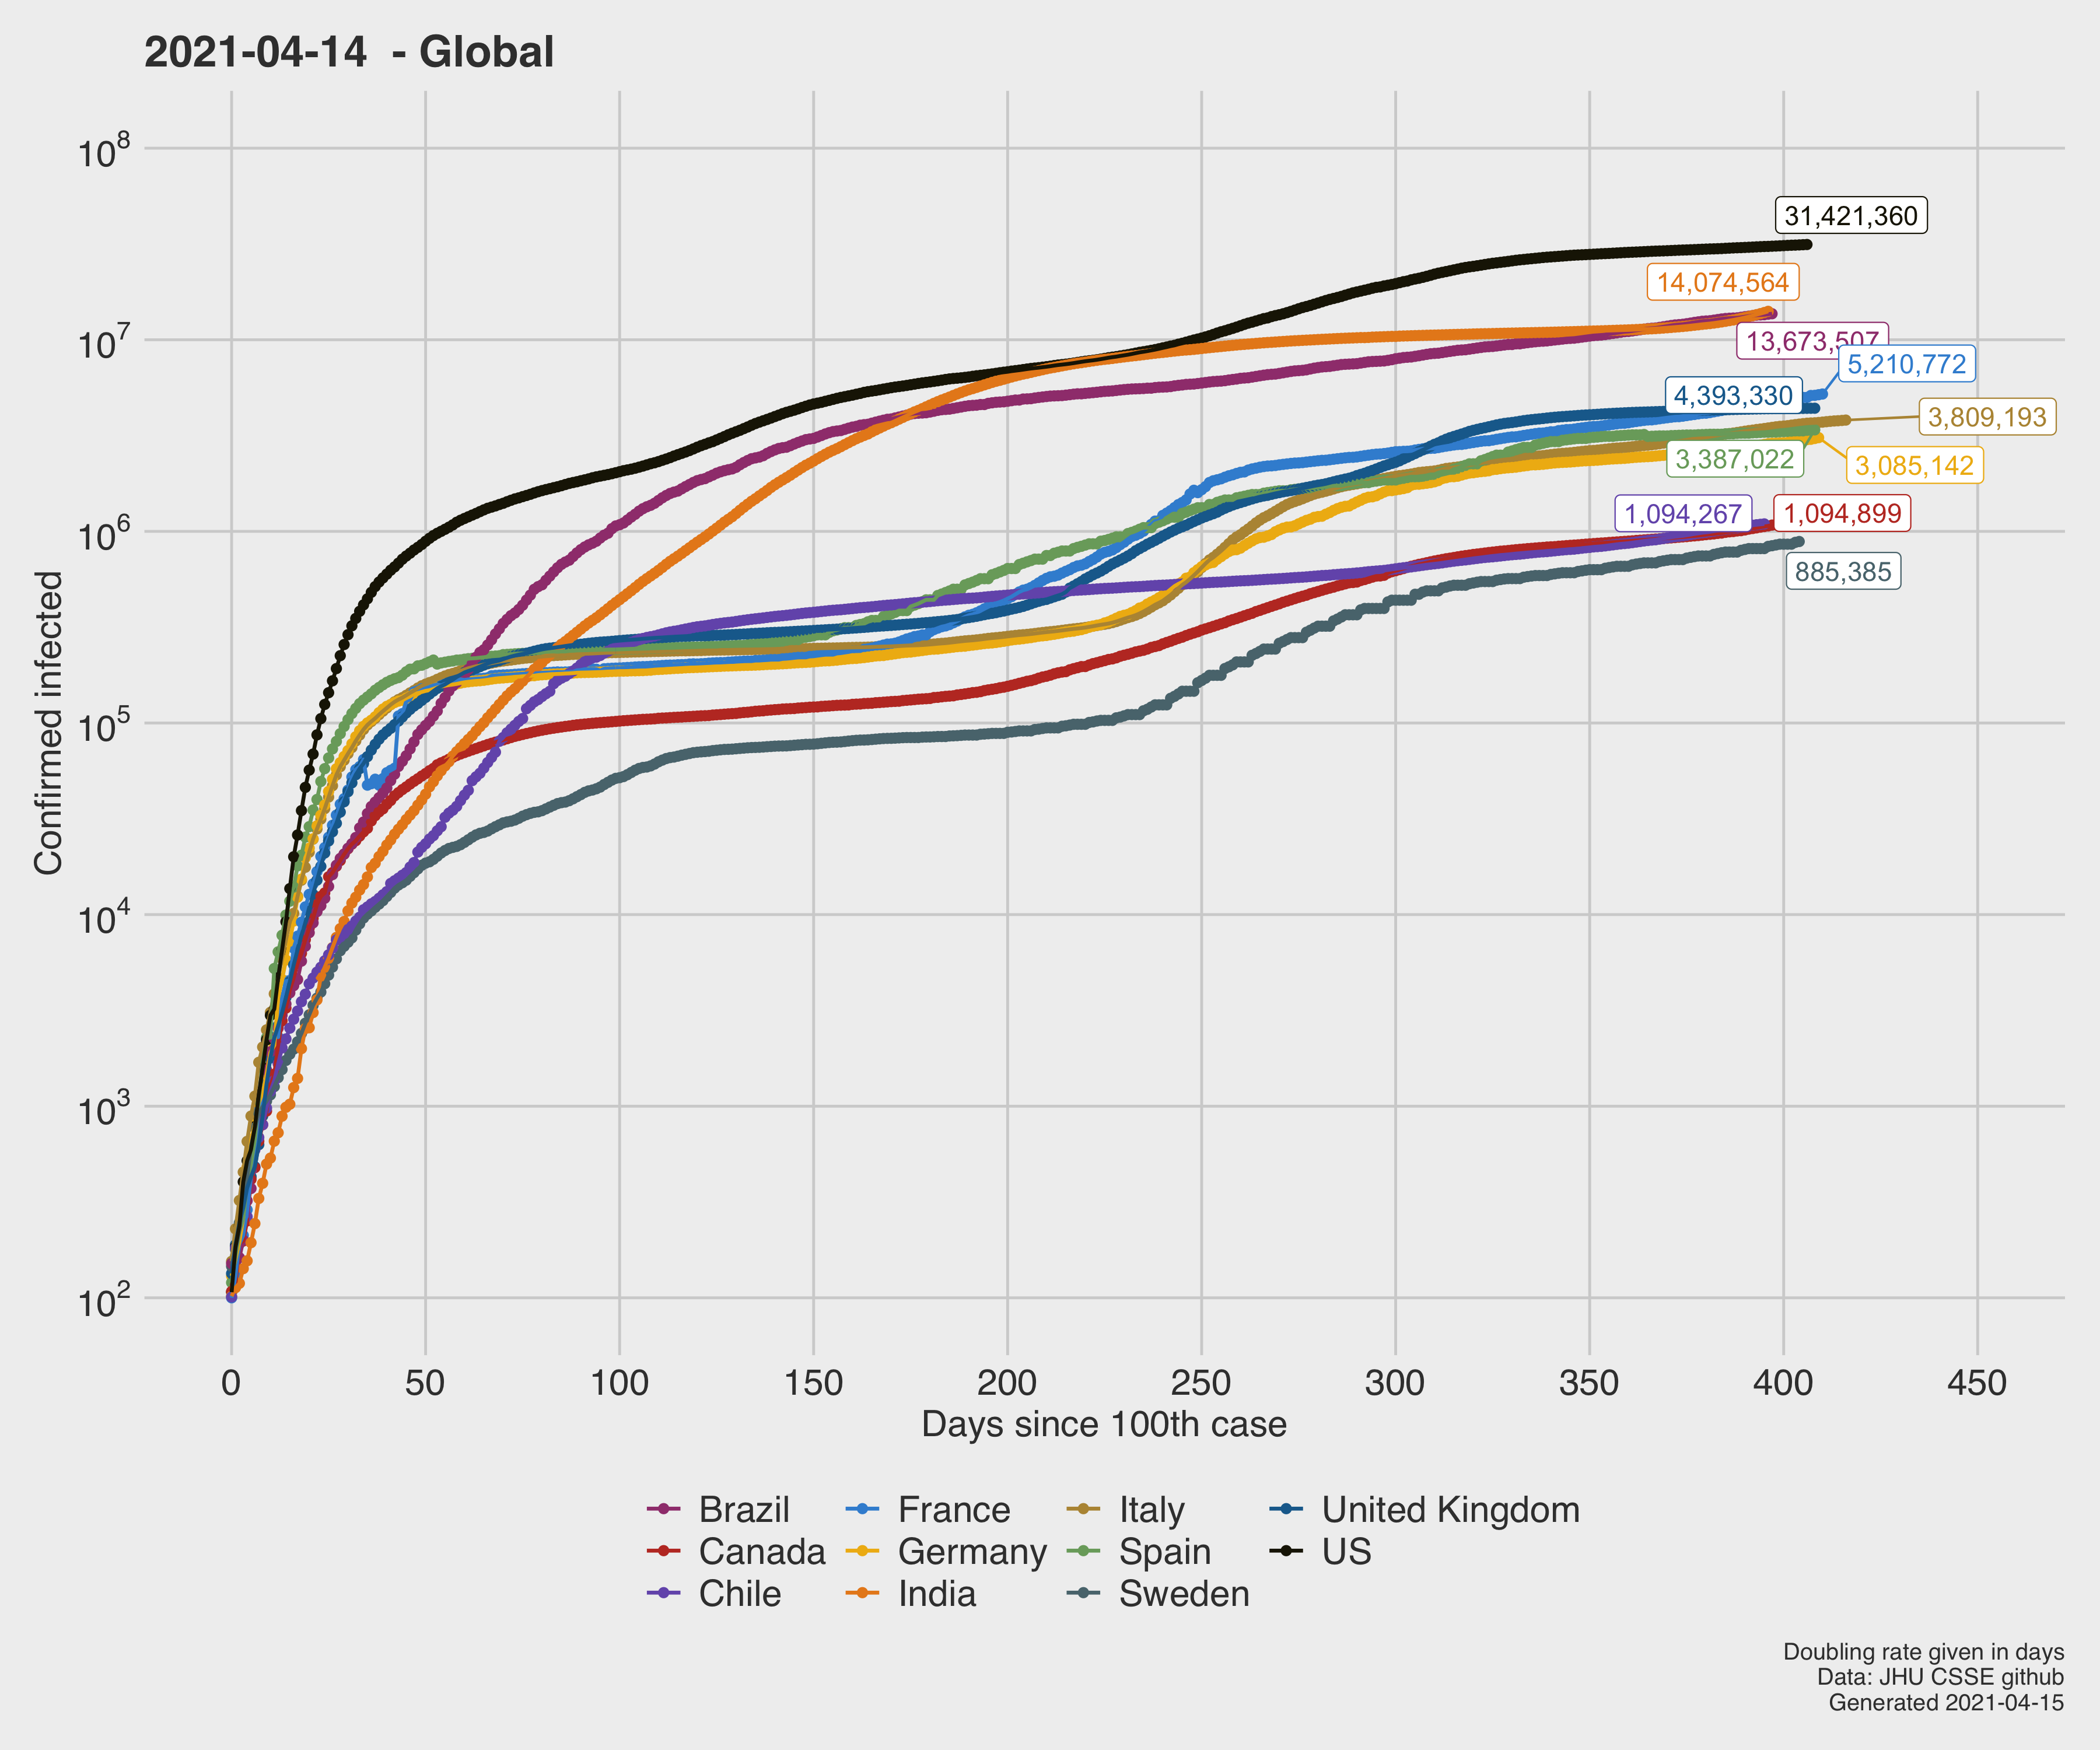 2021-04-14 - Global
10^8
10^7
10^6
10^5
10^4
10^3
10^2
Confirmed infected
31,421,360
14,074,564
13,673,507
5,210,772
4,393,330
3,809,193
3,387,022
3,085,142
1,094,267
1,094,899
885,385
0 50 100 150 200 250 300 350 400 450
Days since 100th case
Brazil France Italy United Kingdom
Canada Germany Spain US
Chile India Sweden
Doubling rate given in days
Data: JHU CSSE github
Generated 2021-04-15